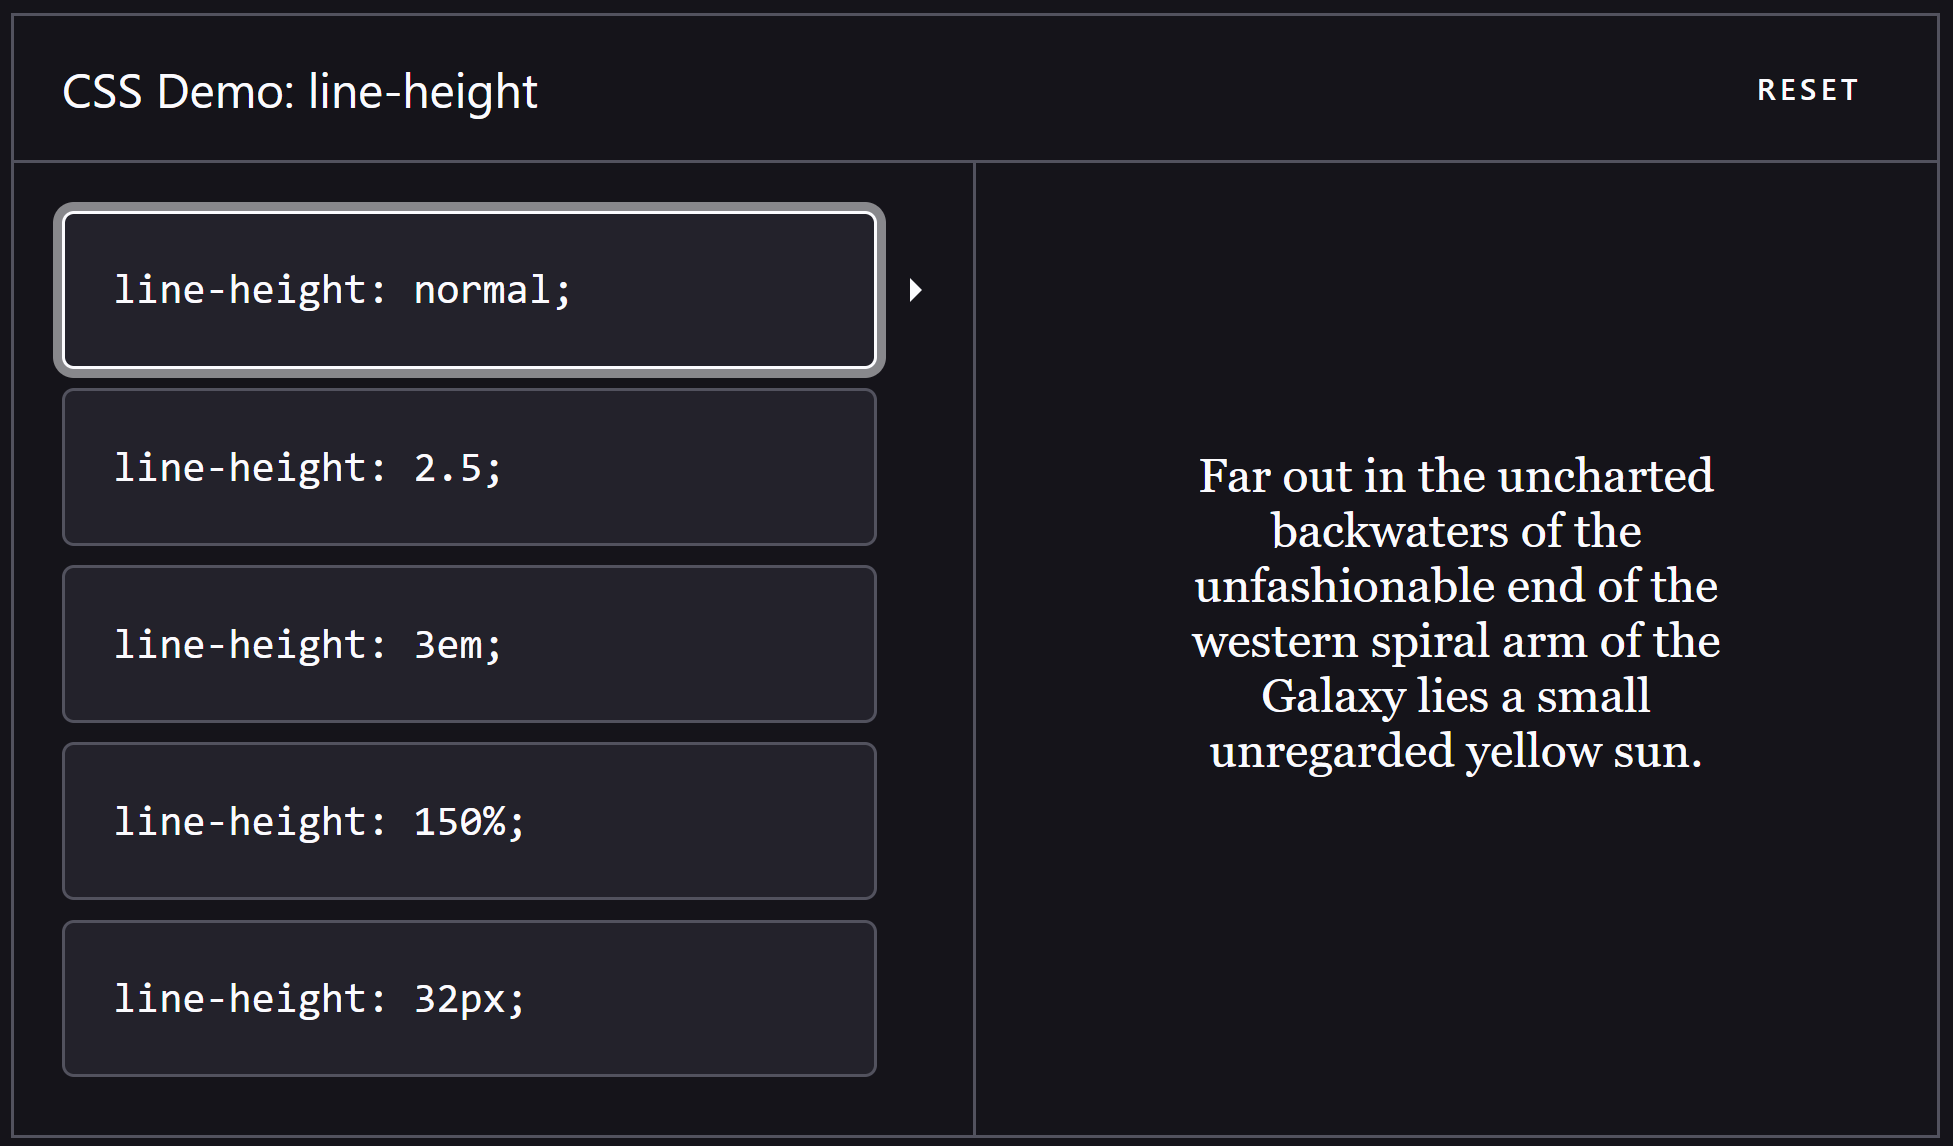 CSS Demo: line-height
RESET
line-height: normal;
line-height: 2.5;
line-height: 3em;
line-height: 150%;
line-height: 32px;
Far out in the uncharted
backwaters of the
unfashionable end of the
western spiral arm of the
Galaxy lies a small
unregarded yellow sun.